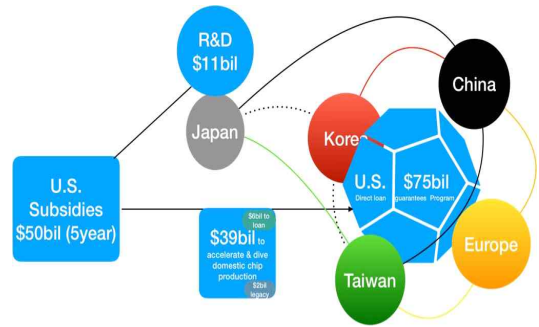 R&D
$11bil
Japan
China
Korea
U.S.
Subsidies
$50bil (5year)
$6bil to
loan
$39bil to
accelerate & dive
domestic chip
production
$2bil
legacy
U.S.
Direct loan
$75bil
guarantees Program
Taiwan
Europe